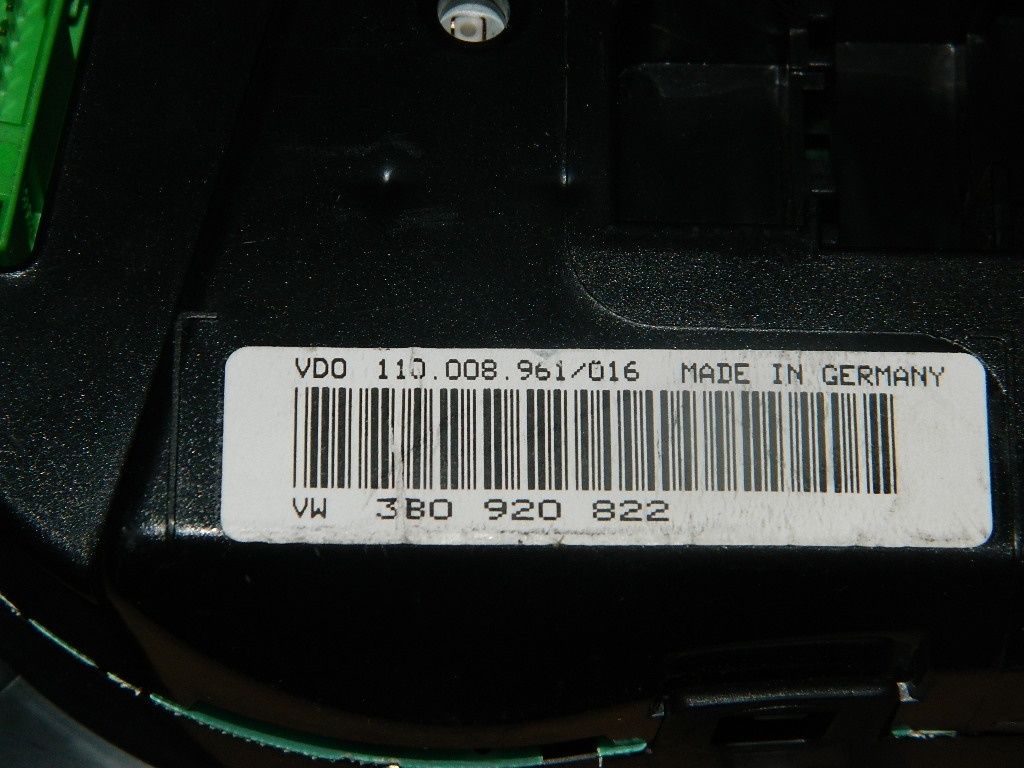 VDO 110.008.961/016 MADE IN GERMANY
VW 3B0 920 822